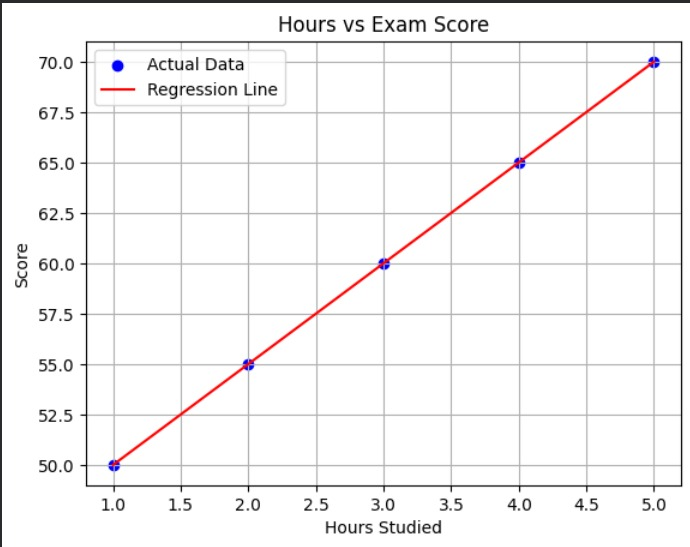 Hours vs Exam Score
Actual Data
Regression Line
70.0
67.5
65.0
62.5
60.0
57.5
55.0
52.5
50.0
Score
1.0 1.5 2.0 2.5 3.0 3.5 4.0 4.5 5.0
Hours Studied